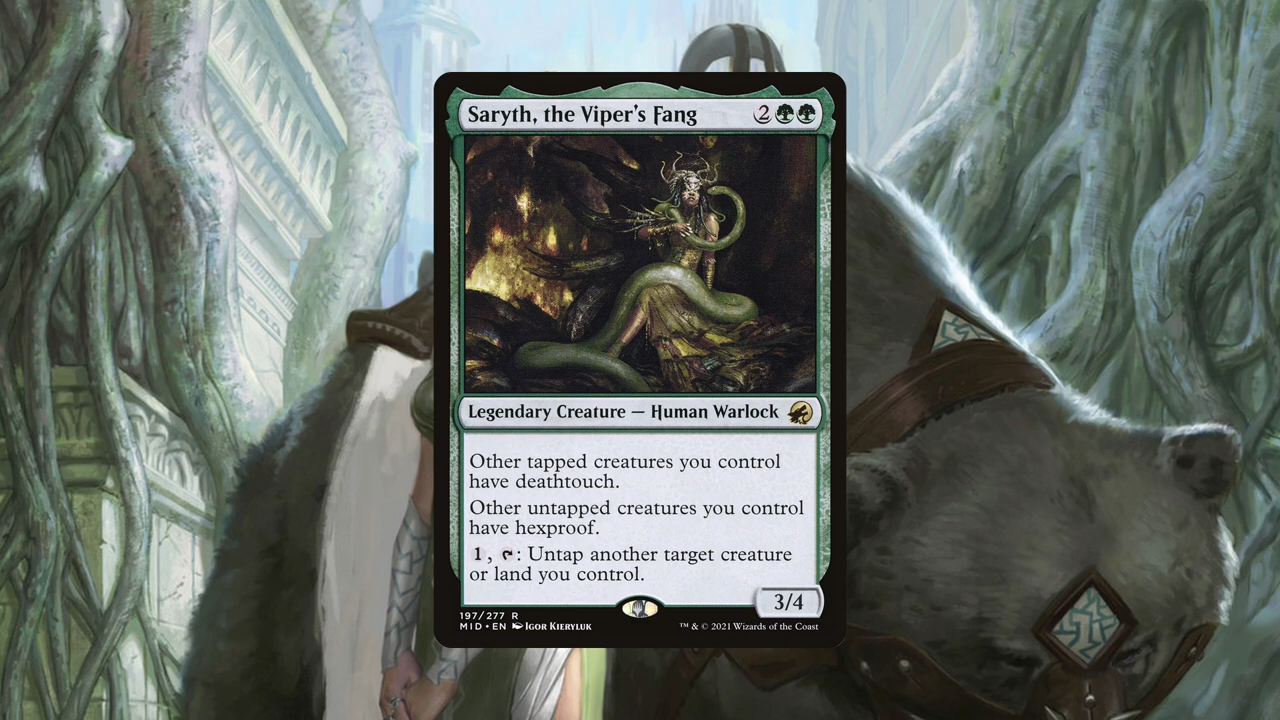 Saryth, the Viper's Fang 2
Legendary Creature — Human Warlock
Other tapped creatures you control
have deathtouch.
Other untapped creatures you control
have hexproof.
1, : Untap another target creature
or land you control.
3/4
197/277 R
MID • EN Igor Kieryluk
™ & © 2021 Wizards of the Coast